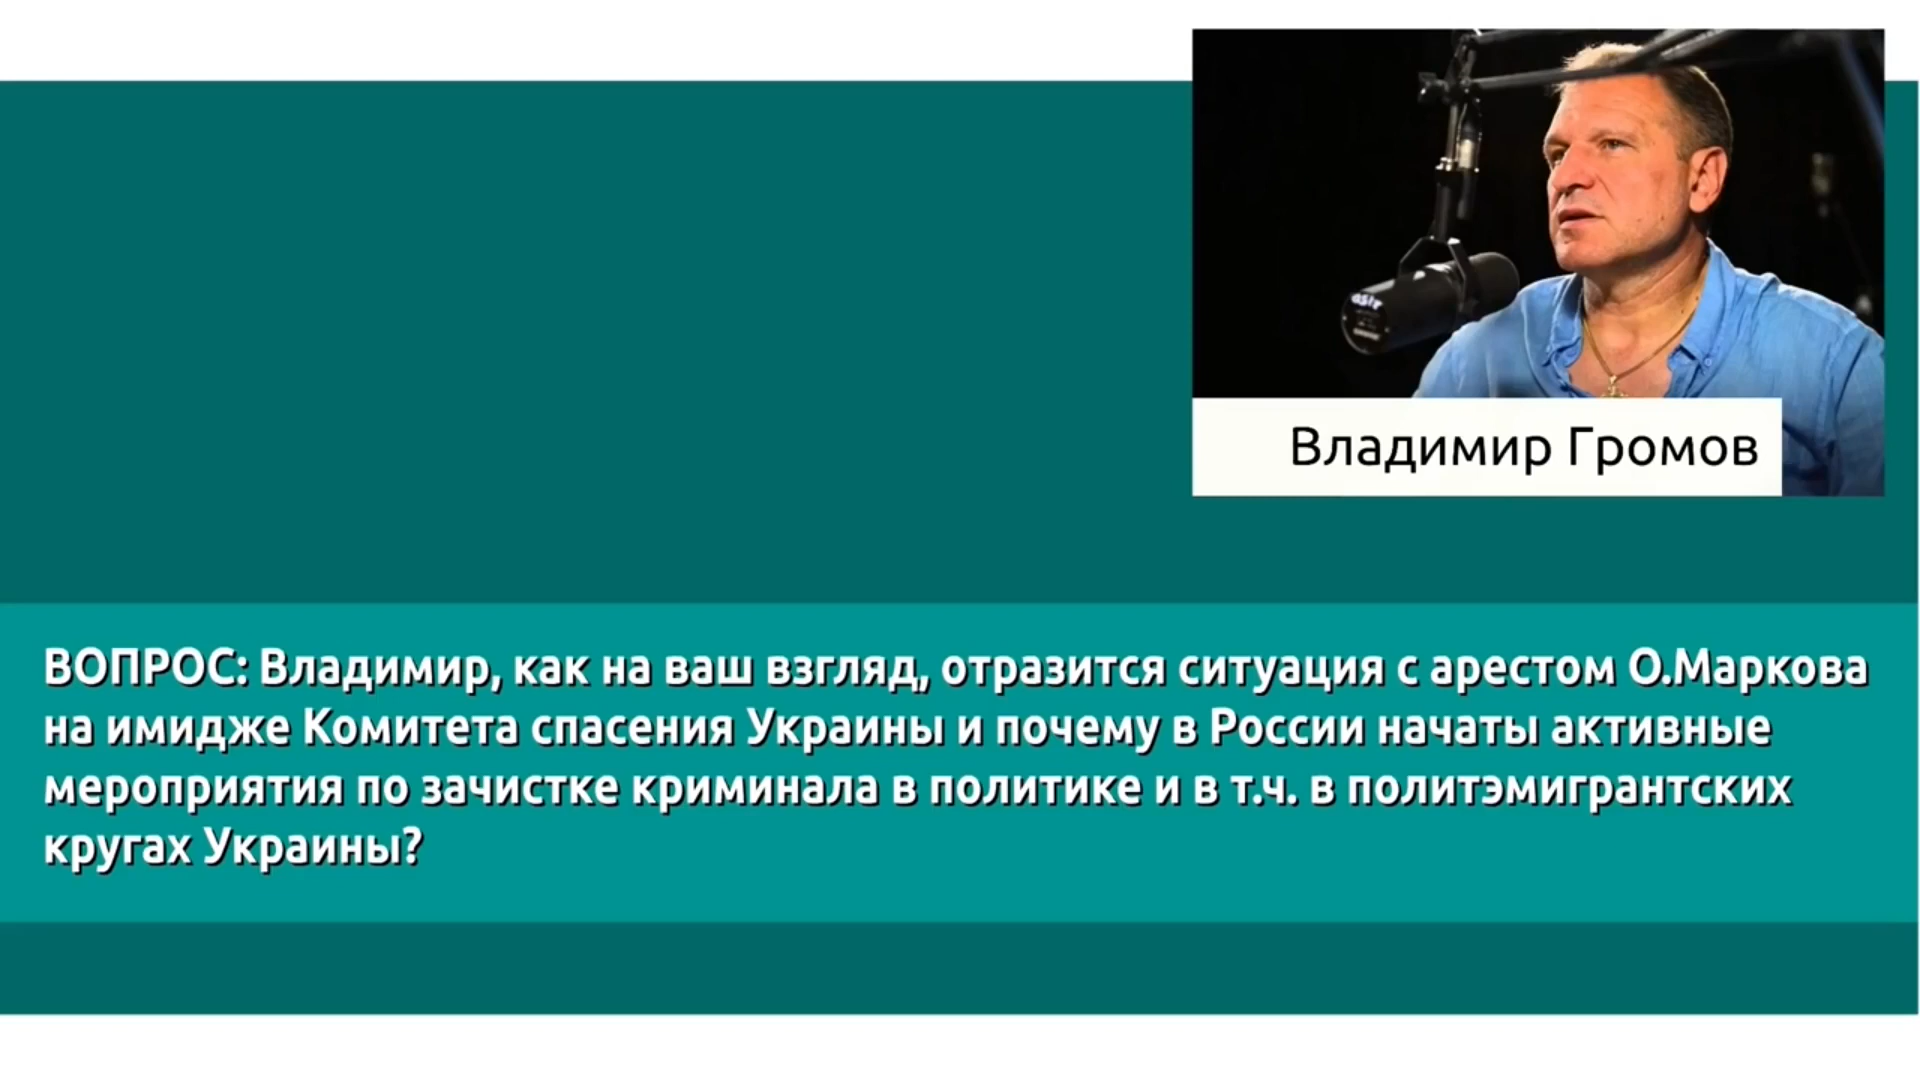 Владимир Громов
ВОПРОС: Владимир, как на ваш взгляд, отразится ситуация с арестом О.Маркова
на имидже Комитета спасения Украины и почему в России начаты активные
мероприятия по зачистке криминала в политике и в т.ч. в политэмигрантских
кругах Украины?